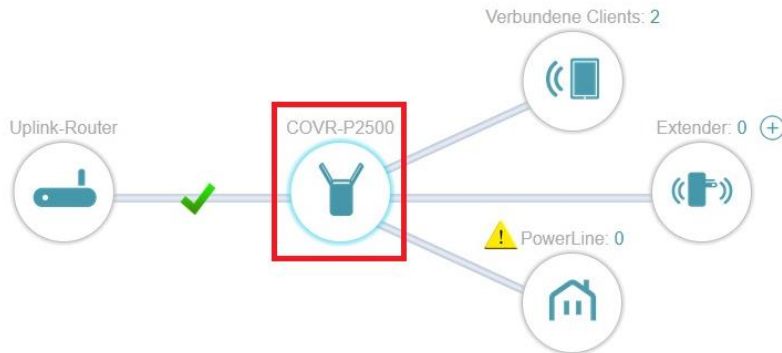 Verbundene Clients: 2
Uplink-Router
COVR-P2500
Extender: 0
PowerLine: 0